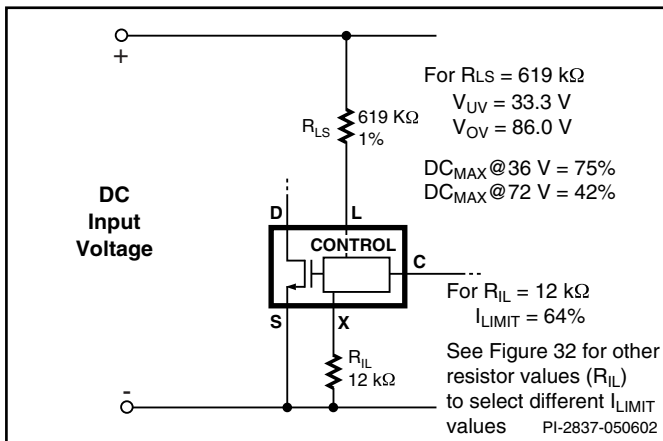 +
For RLS = 619 kΩ
VUV = 33.3 V
VOV = 86.0 V
RLS
619 KΩ
1%
DCMAX@36 V = 75%
DCMAX@72 V = 42%
DC
Input
Voltage
D
L
CONTROL
C
For RIL = 12 kΩ
ILIMIT = 64%
S
X
RIL
12 kΩ
See Figure 32 for other
resistor values (RIL)
to select different ILIMIT
values
-
PI-2837-050602